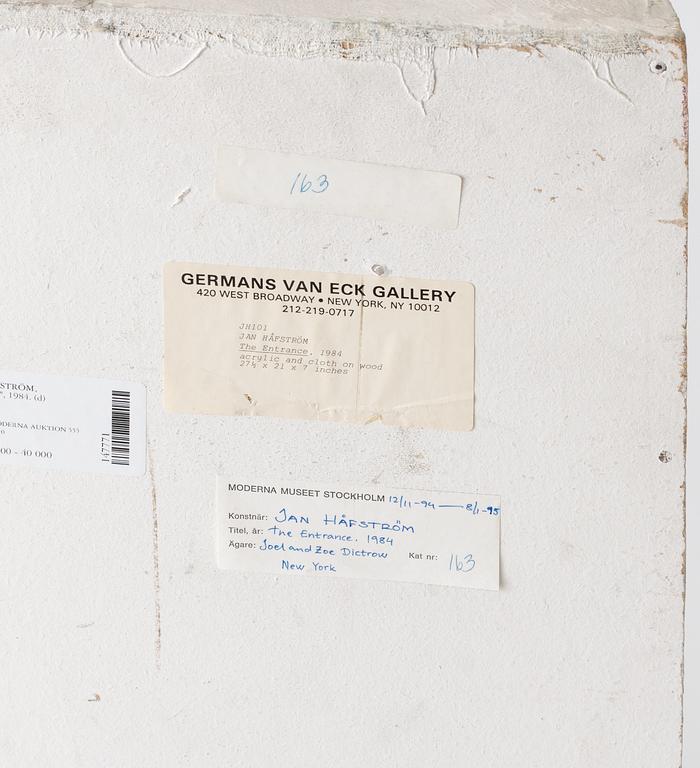 163
GERMANS VAN ECK GALLERY
420 WEST BROADWAY • NEW YORK, NY 10012
212-219-0717
JH101
JAN HÅFSTRÖM
The Entrance, 1984
acrylic and cloth on wood
27½ x 21 x 7 inches
STRÖM,
", 1984. (d)
ODERNA AUKTION 555
00 - 40 000
147771
MODERNA MUSEET STOCKHOLM 12/11-94 — 8/1-95
Konstnär: JAN HÅFSTRÖM
Titel, år: The Entrance. 1984
Ägare: Joel and Zoe Dictrow Kat nr: 163
New York